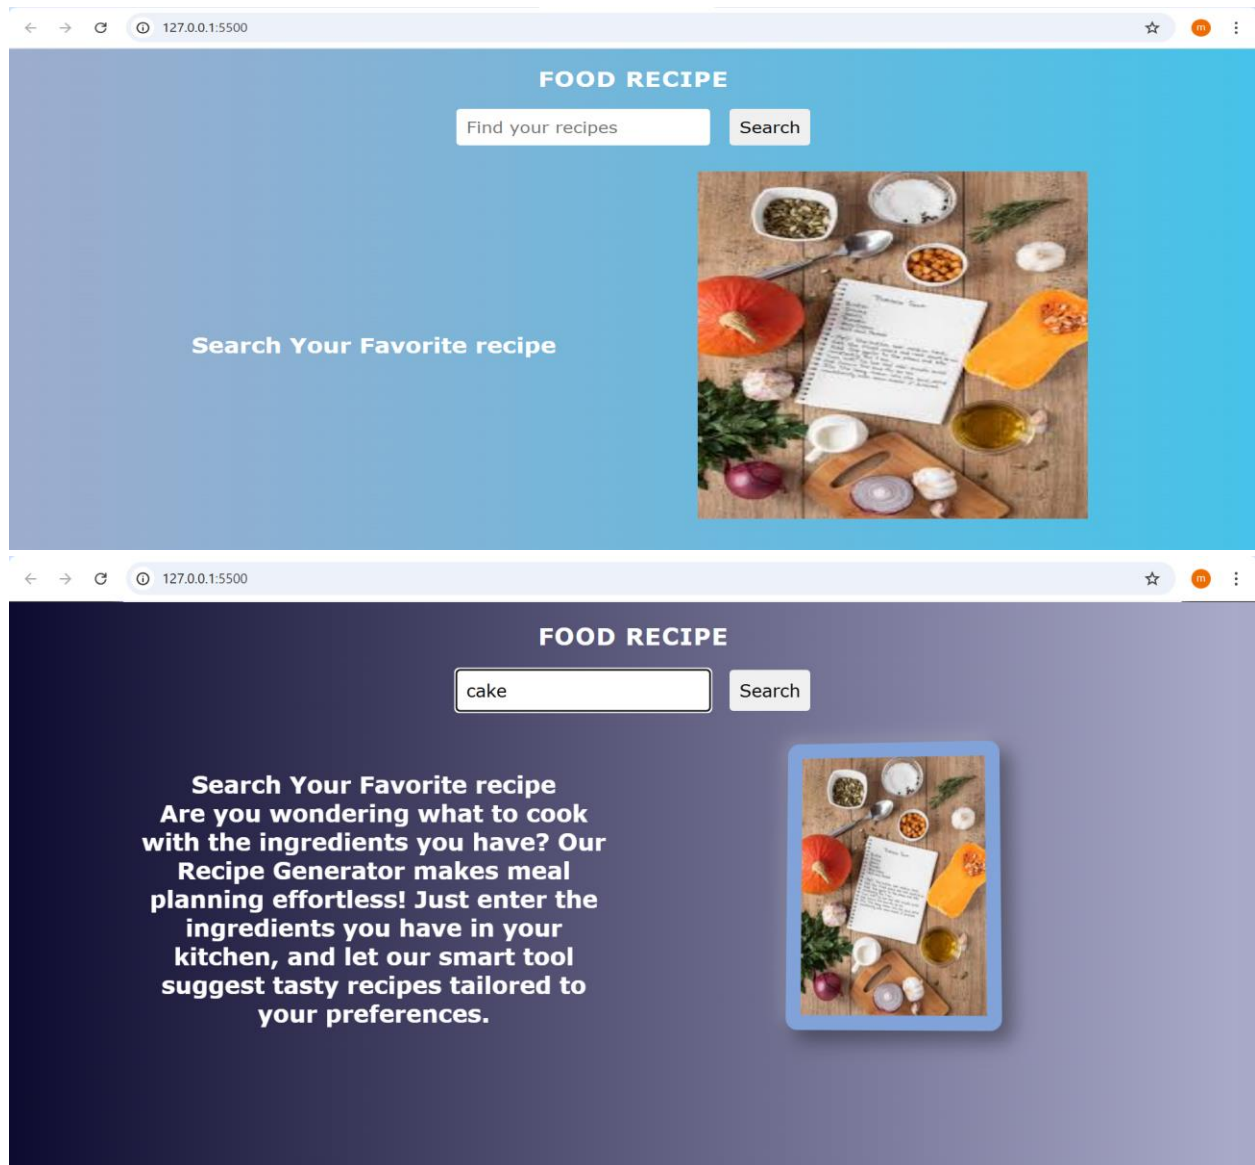 127.0.0.1:5500
m
FOOD RECIPE
Find your recipes
Search
Search Your Favorite recipe
127.0.0.1:5500
m
FOOD RECIPE
cake
Search
Search Your Favorite recipe
Are you wondering what to cook
with the ingredients you have? Our
Recipe Generator makes meal
planning effortless! Just enter the
ingredients you have in your
kitchen, and let our smart tool
suggest tasty recipes tailored to
your preferences.